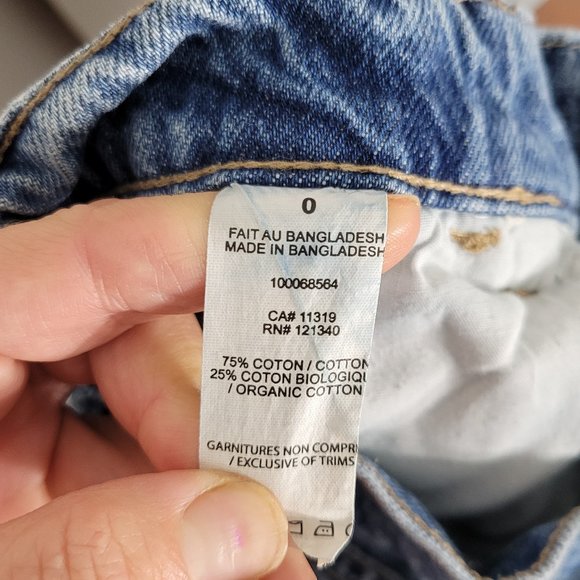 0
FAIT AU BANGLADESH
MADE IN BANGLADESH
100068564
CA# 11319
RN# 121340
75% COTON / COTTON
25% COTON BIOLOGIQU
/ ORGANIC COTTON
GARNITURES NON COMPR
/ EXCLUSIVE OF TRIMS